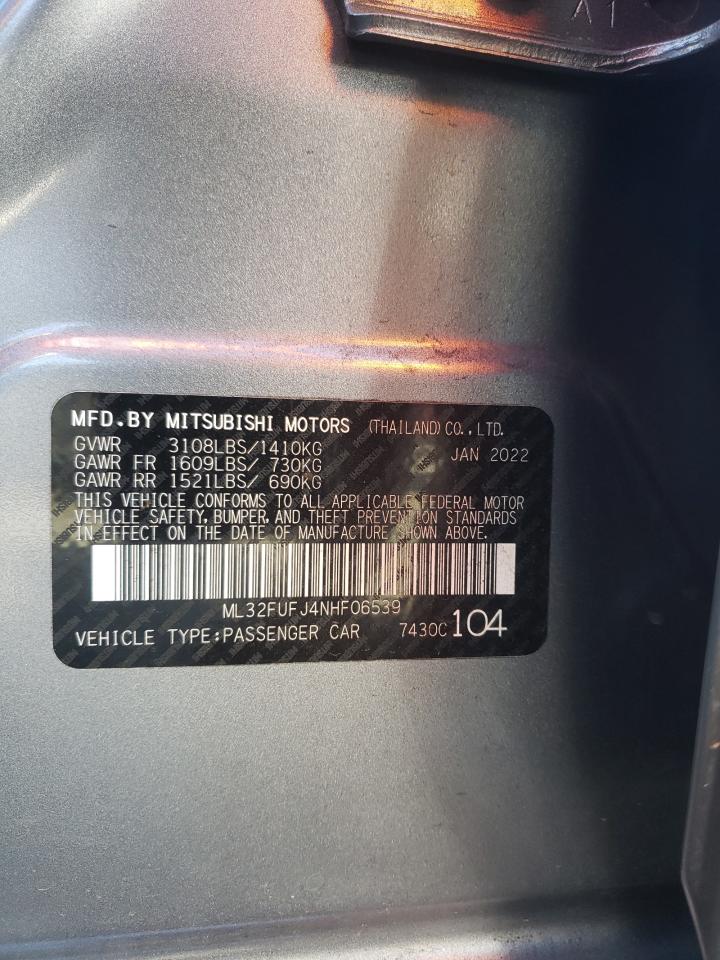 A1
MFD.BY MITSUBISHI MOTORS (THAILAND) CO.,LTD.
GVWR 3108LBS/1410KG JAN 2022
GAWR FR 1609LBS/ 730KG
GAWR RR 1521LBS/ 690KG
THIS VEHICLE CONFORMS TO ALL APPLICABLE FEDERAL MOTOR
VEHICLE SAFETY, BUMPER, AND THEFT PREVENTION STANDARDS
IN EFFECT ON THE DATE OF MANUFACTURE SHOWN ABOVE.
ML32FUFJ4NHF06539
VEHICLE TYPE:PASSENGER CAR 7430C 104